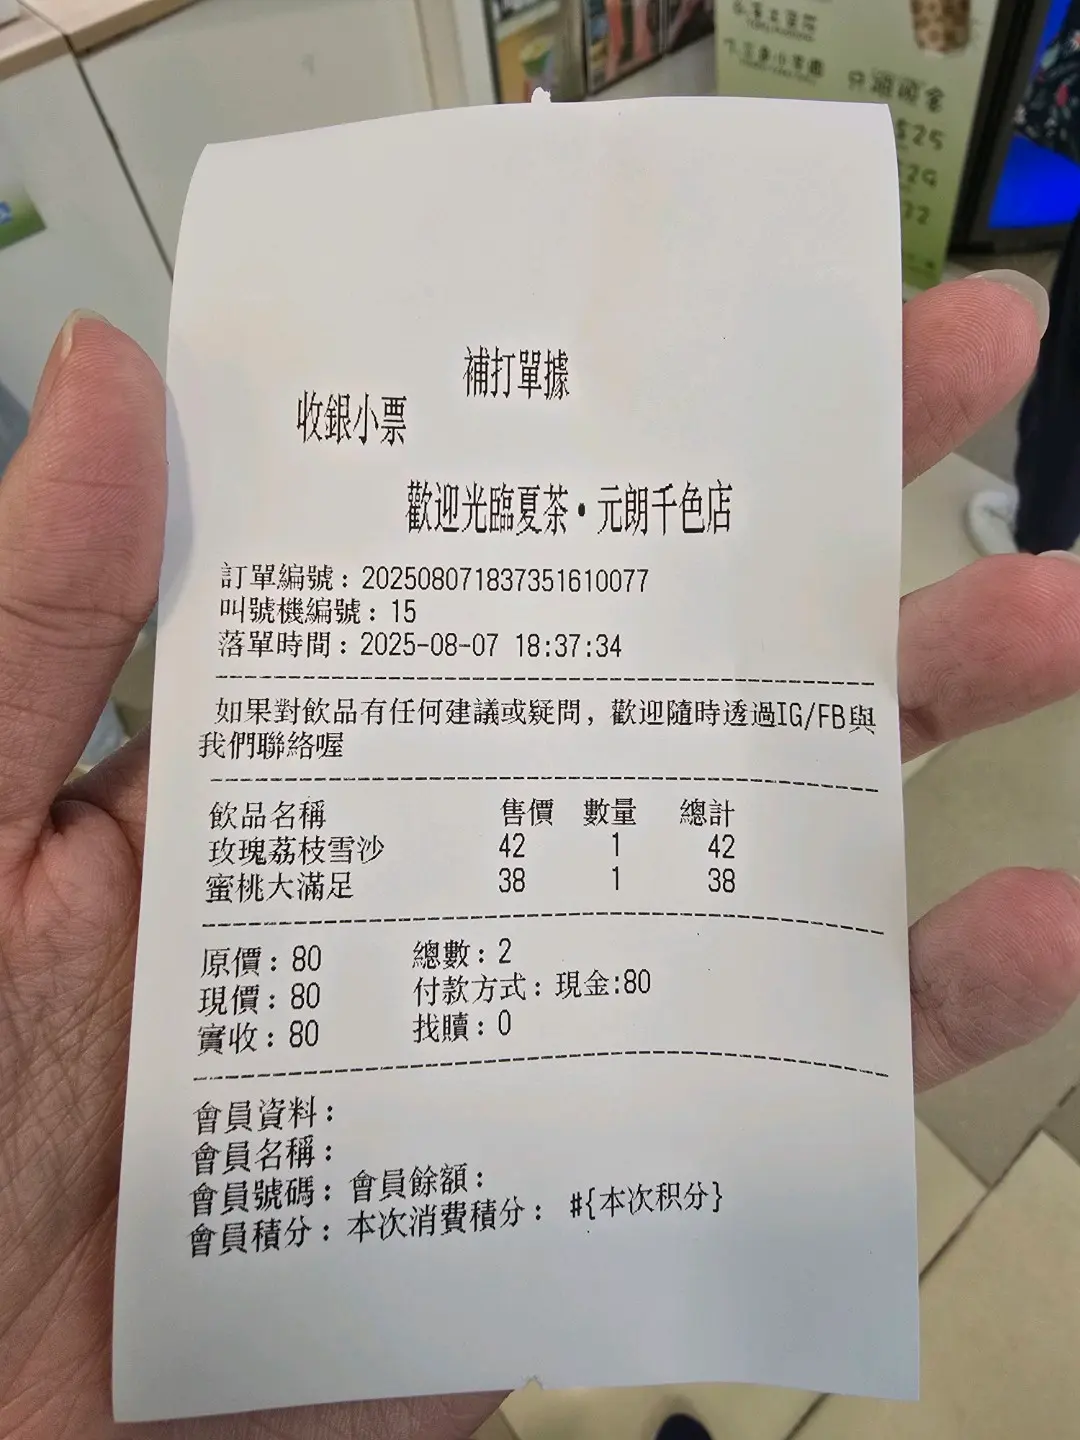 補打單據
收銀小票
歡迎光臨夏茶·元朗千色店
訂單編號：202508071837351610077
叫號機編號：15
落單時間：2025-08-07 18:37:34
如果對飲品有任何建議或疑問，歡迎隨時透過IG/FB與
我們聯絡喔
飲品名稱 售價 數量 總計
玫瑰荔枝雪沙 42 1 42
蜜桃大滿足 38 1 38
原價：80 總數：2
現價：80 付款方式：現金:80
實收：80 找贖：0
會員資料：
會員名稱：
會員號碼：會員餘額：
會員積分：本次消費積分： #{本次积分}
$25